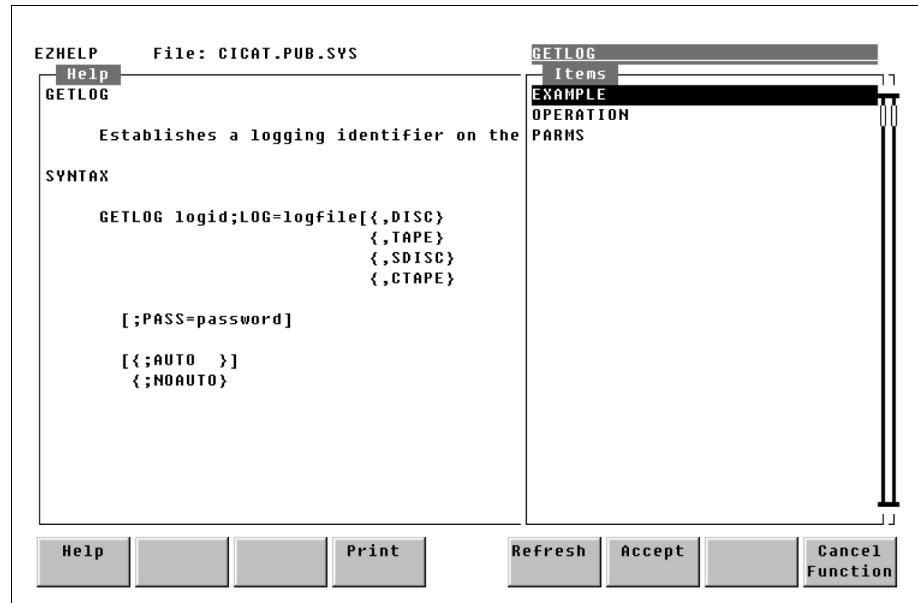 EZHELP File: CICAT.PUB.SYS GETLOG
Help
GETLOG
Establishes a logging identifier on the
SYNTAX
GETLOG logid;LOG=logfile[{,DISC}
{,TAPE}
{,SDISC}
{,CTAPE}
[;PASS=password]
[{;AUTO }]
{;NOAUTO}
Items
EXAMPLE
OPERATION
PARMS
Help Print Refresh Accept Cancel
Function